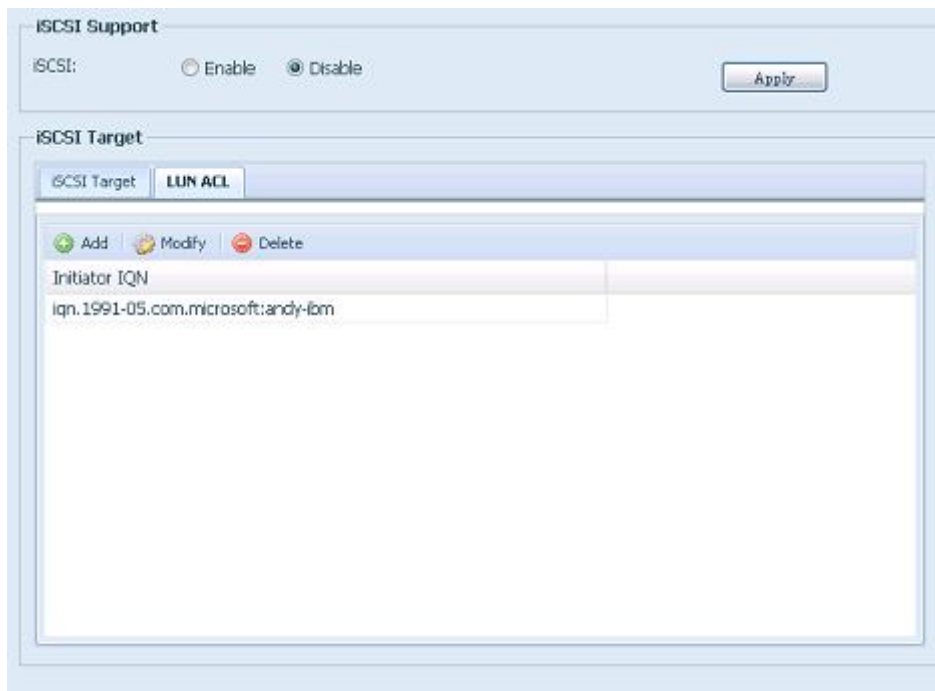 iSCSI Support
iSCSI: Enable Disable Apply
iSCSI Target
iSCSI Target LUN ACL
Add Modify Delete
Initiator IQN
iqn.1991-05.com.microsoft:andy-ibm